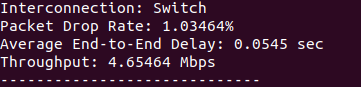 Interconnection: Switch
Packet Drop Rate: 1.03464%
Average End-to-End Delay: 0.0545 sec
Throughput: 4.65464 Mbps
-----------------------------